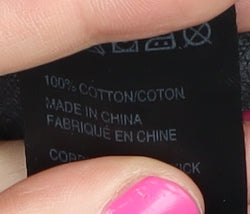 100% COTTON/COTON
MADE IN CHINA
FABRIQUÉ EN CHINE